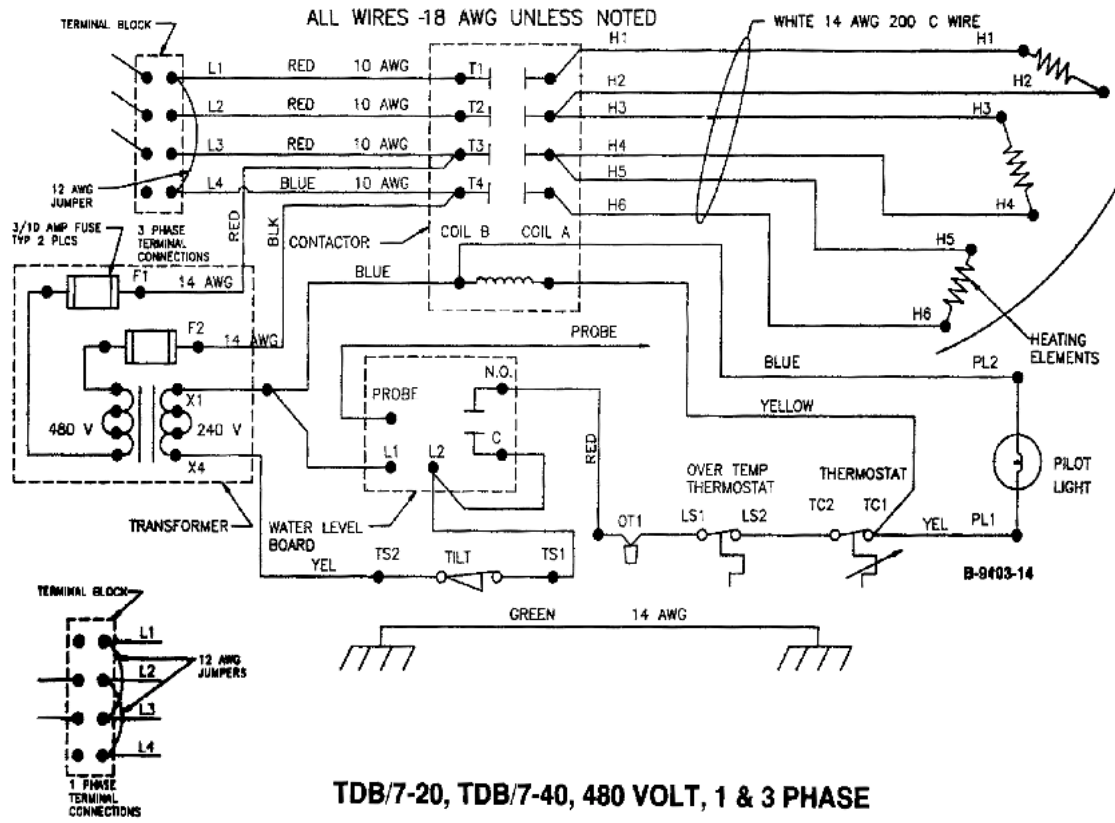 ALL WIRES -18 AWG UNLESS NOTED
TERMINAL BLOCK
WHITE 14 AWG 200 C WIRE
H1
H1
L1 RED 10 AWG T1
H2
H2
L2 RED 10 AWG T2
H3
H3
L3 RED 10 AWG T3
H4
H4
H5
12 AWG
JUMPER
L4 BLUE 10 AWG T4
H6
3/10 AMP FUSE
TYP 2 PLCS
3 PHASE
TERMINAL
CONNECTIONS
RED
BLK
CONTACTOR
COIL B COIL A
H5
F1
14 AWG
BLUE
H6
F2
14 AWG
PROBE
HEATING
ELEMENTS
BLUE
PL2
N.O.
PROBE
YELLOW
X1
480 V 240 V
C
RED
L1 L2
X4
OVER TEMP
THERMOSTAT
THERMOSTAT
PILOT
LIGHT
TRANSFORMER
WATER LEVEL
BOARD
OT1
LS1 LS2
TC2 TC1
YEL
PL1
YEL
TS2 TILT TS1
B-9493-14
TERMINAL BLOCK
GREEN 14 AWG
L1
12 AWG
JUMPERS
L2
L3
L4
1 PHASE
TERMINAL
CONNECTIONS
TDB/7-20, TDB/7-40, 480 VOLT, 1 & 3 PHASE